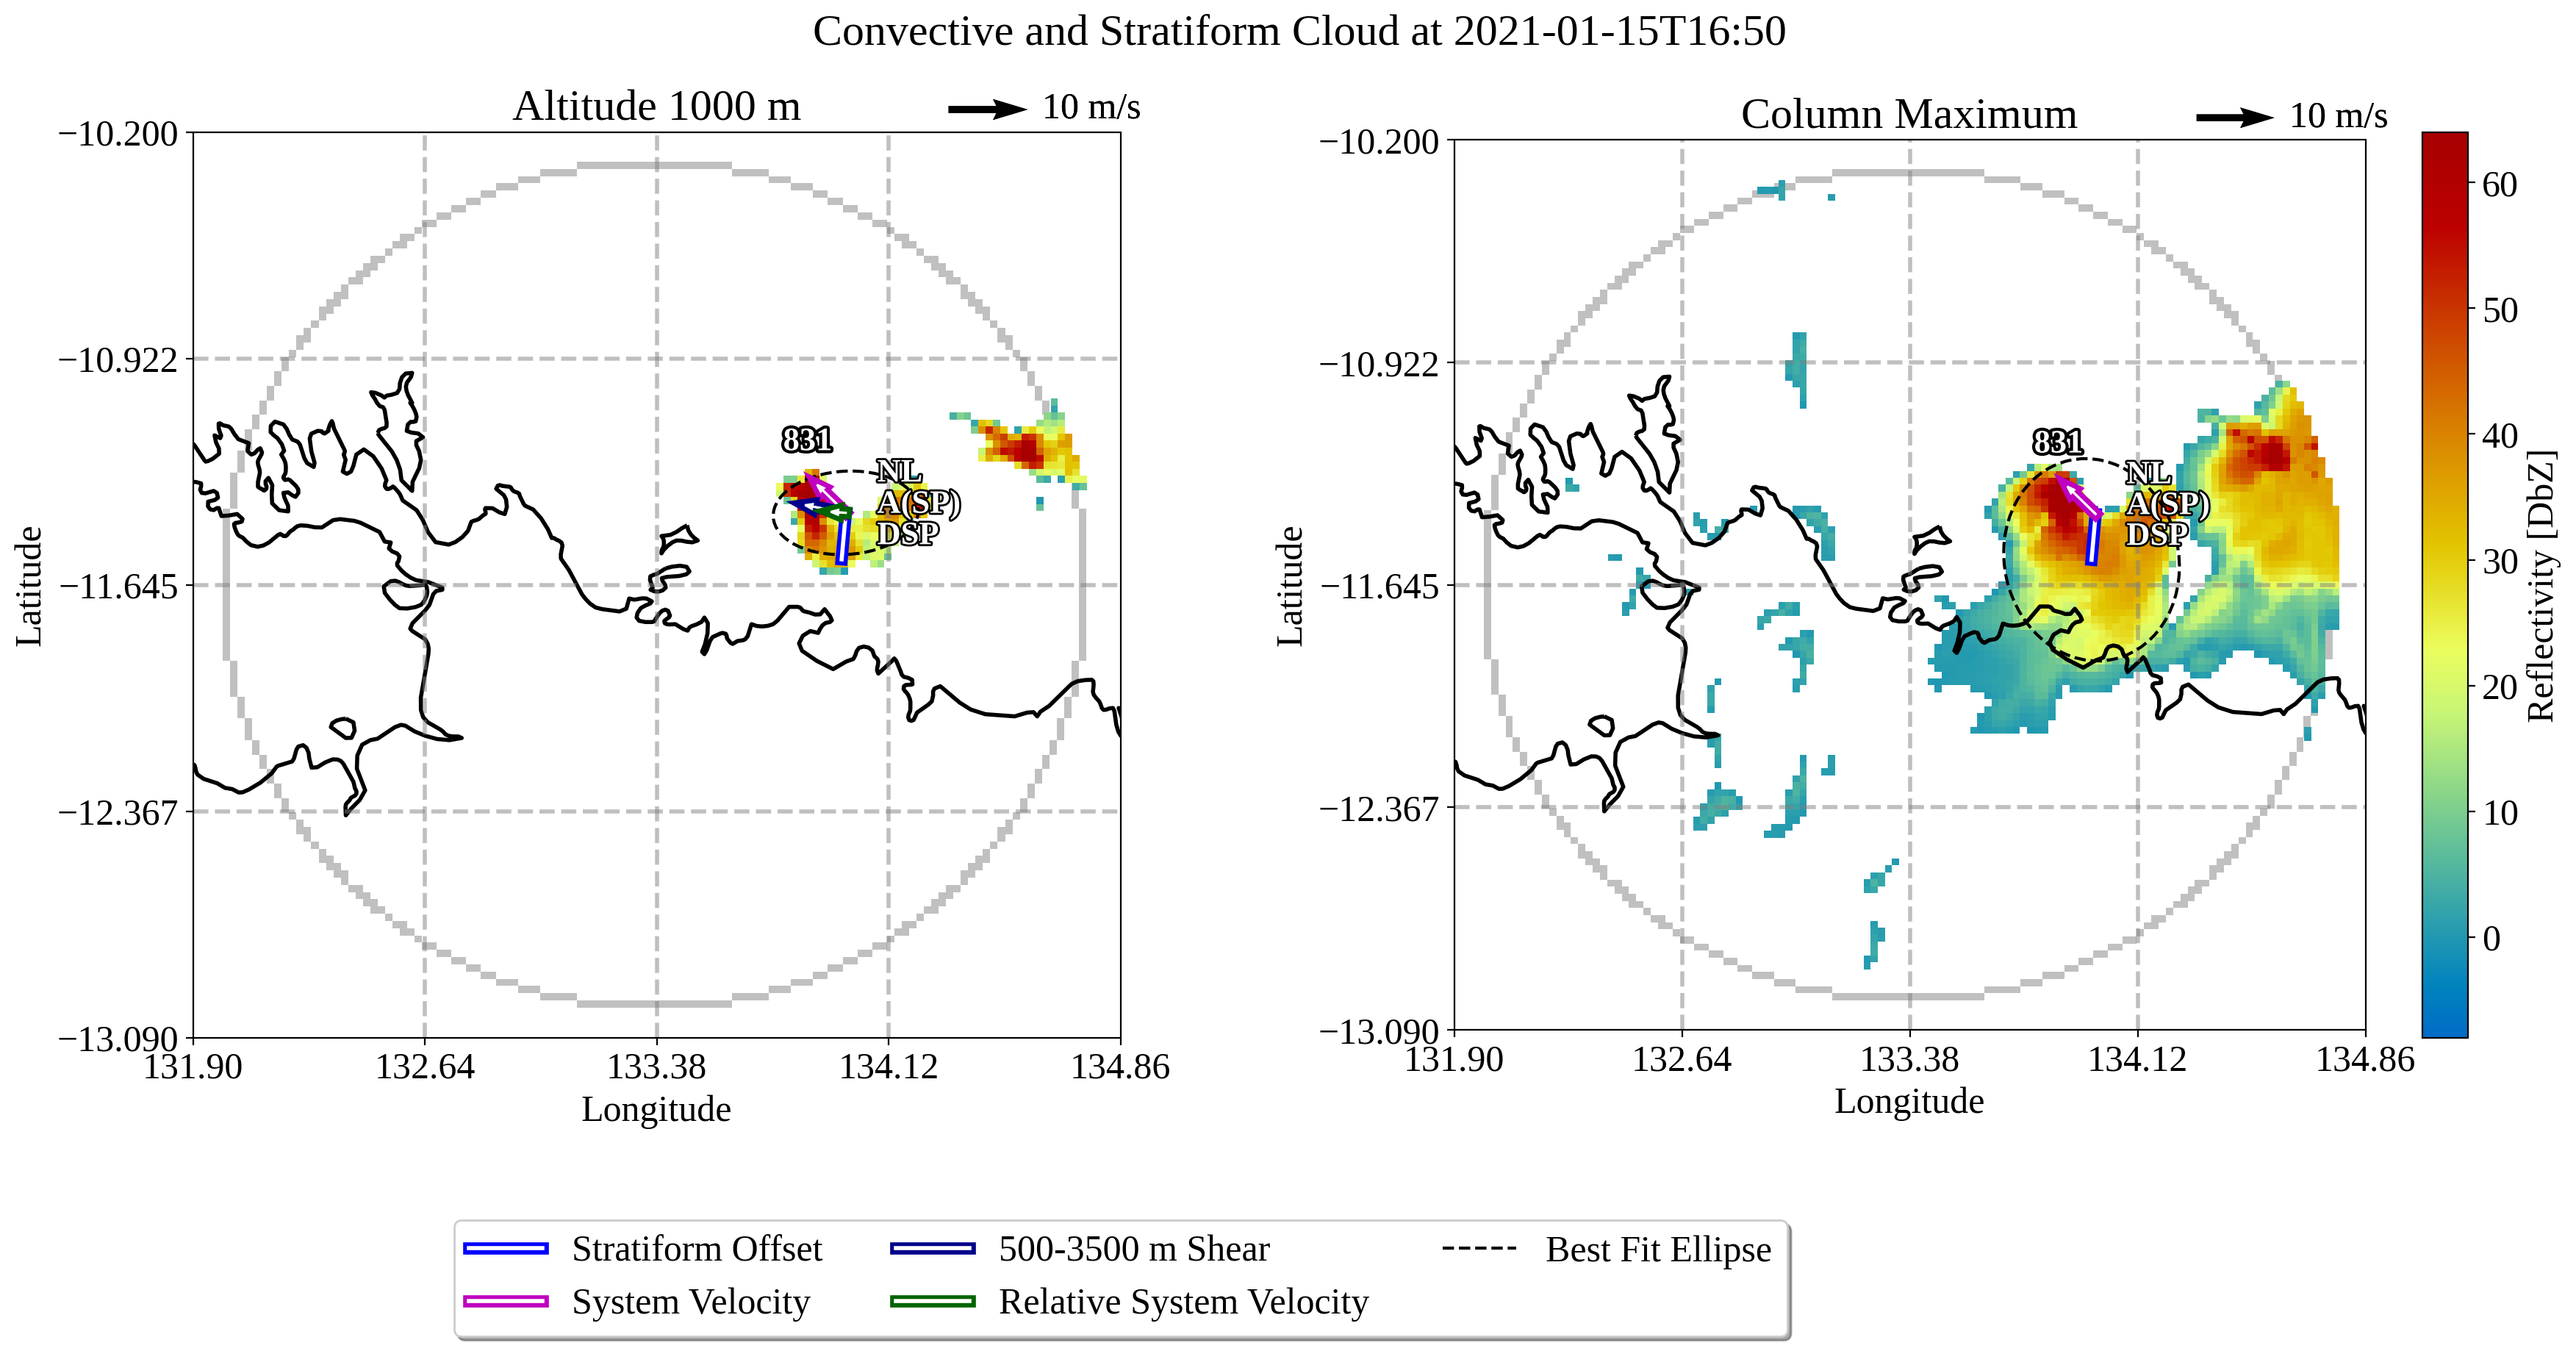 Convective and Stratiform Cloud at 2021-01-15T16:50
Altitude 1000 m
10 m/s
−10.200
−10.922
−11.645
−12.367
−13.090
Latitude
131.90
132.64
133.38
134.12
134.86
Longitude
831
NL
A(SP)
DSP
Column Maximum
10 m/s
−10.200
−10.922
−11.645
−12.367
−13.090
Latitude
131.90
132.64
133.38
134.12
134.86
Longitude
831
NL
A(SP)
DSP
60
50
40
30
20
10
0
Reflectivity [DbZ]
Stratiform Offset
System Velocity
500-3500 m Shear
Relative System Velocity
Best Fit Ellipse